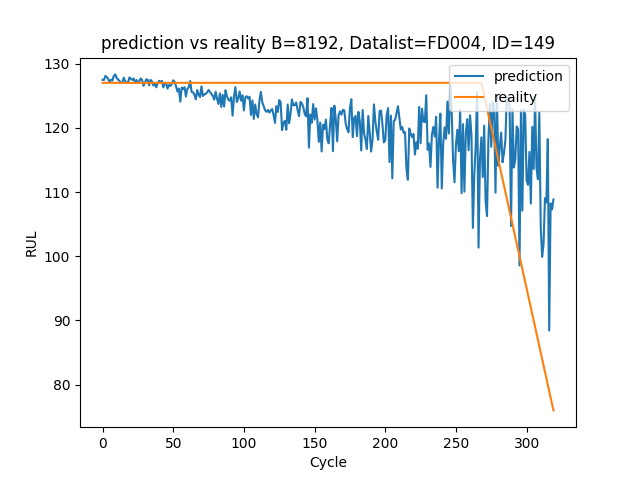 prediction vs reality B=8192, Datalist=FD004, ID=149
prediction
reality
130
120
110
100
90
80
RUL
0 50 100 150 200 250 300
Cycle